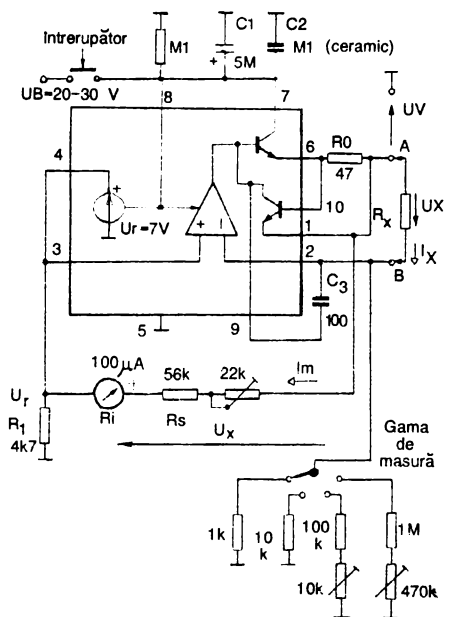 Intrerupător
M1
C1
+
5M
C2
M1 (ceramic)
UB=20-30 V
8
7
UV
4
6
R0
47
A
+
Ur=7V
10
Rx
UX
+
1
3
2
Ix
B
C3
100
5
9
100 µA
56k
22k
Im
Ur
Ri
Rs
Ux
R1
4k7
Gama
de
masură
1k
10
k
100
k
1M
10k
470k